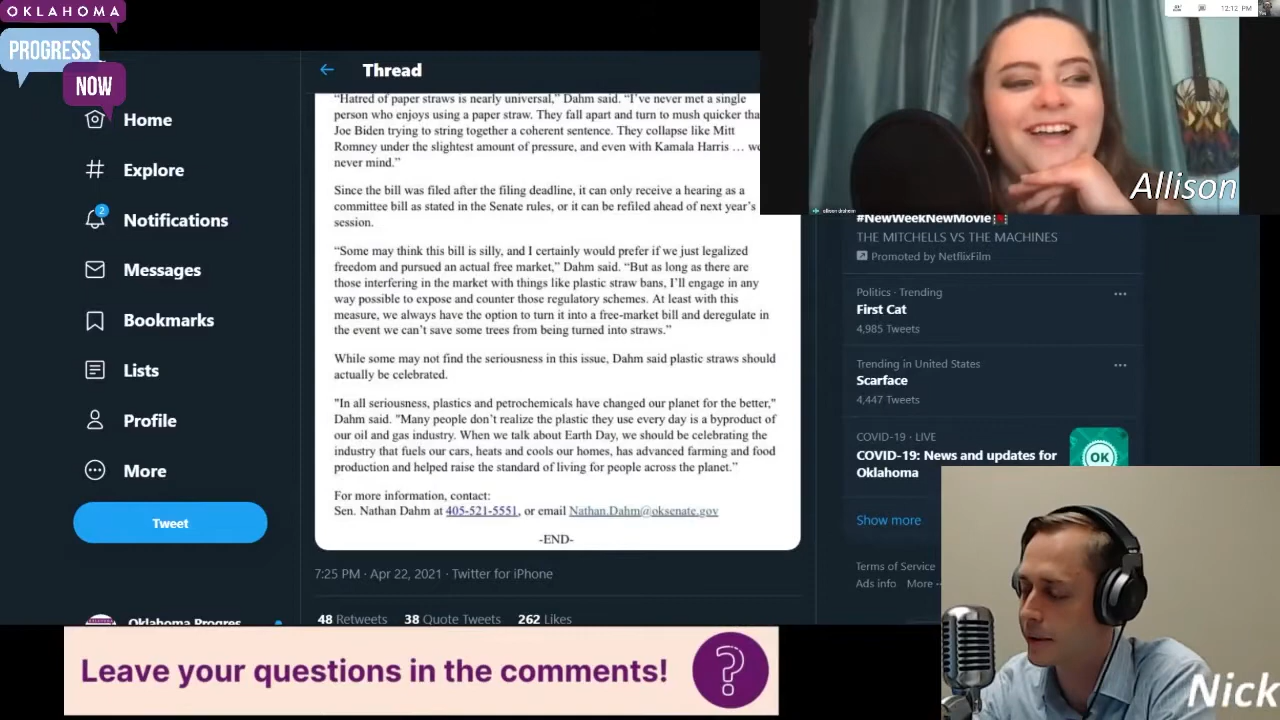 OKLAHOMA
PROGRESS
NOW
Home
Explore
Notifications
2
Messages
Bookmarks
Lists
Profile
More
Tweet
Oklahoma Progres
Thread
“Hatred of paper straws is nearly universal,” Dahm said. “I’ve never met a single
person who enjoys using a paper straw. They fall apart and turn to mush quicker
Joe Biden trying to string together a coherent sentence. They collapse like Mitt
Romney under the slightest amount of pressure, and even with Kamala Harris …
never mind.”
Since the bill was filed after the filing deadline, it can only receive a hearing as a
committee bill as stated in the Senate rules, or it can be refiled ahead of next year’s
session.
“Some may think this bill is silly, and I certainly would prefer if we just legalized
freedom and pursued an actual free market,” Dahm said. “But as long as there are
those interfering in the market with things like plastic straw bans, I’ll engage in any
way possible to expose and counter those regulatory schemes. At least with this
measure, we always have the option to turn it into a free-market bill and deregulate in
the event we can’t save some trees from being turned into straws.”
While some may not find the seriousness in this issue, Dahm said plastic straws should
actually be celebrated.
"In all seriousness, plastics and petrochemicals have changed our planet for the better,"
Dahm said. "Many people don’t realize the plastic they use every day is a byproduct of
our oil and gas industry. When we talk about Earth Day, we should be celebrating the
industry that fuels our cars, heats and cools our homes, has advanced farming and food
production and helped raise the standard of living for people across the planet.”
For more information, contact:
Sen. Nathan Dahm at 405-521-5551, or email Nathan.Dahm@oksenate.gov
-END-
7:25 PM · Apr 22, 2021 · Twitter for iPhone
48 Retweets 38 Quote Tweets 262 Likes
12:12 PM
Allison
allison draheim
#NewWeekNewMovie
THE MITCHELLS VS THE MACHINES
Promoted by NetflixFilm
Politics · Trending
First Cat
4,985 Tweets
Trending in United States
Scarface
4,447 Tweets
COVID-19 · LIVE
COVID-19: News and updates for
Oklahoma
OK
Show more
Terms of Service
Ads info More
Nick
Leave your questions in the comments!
?